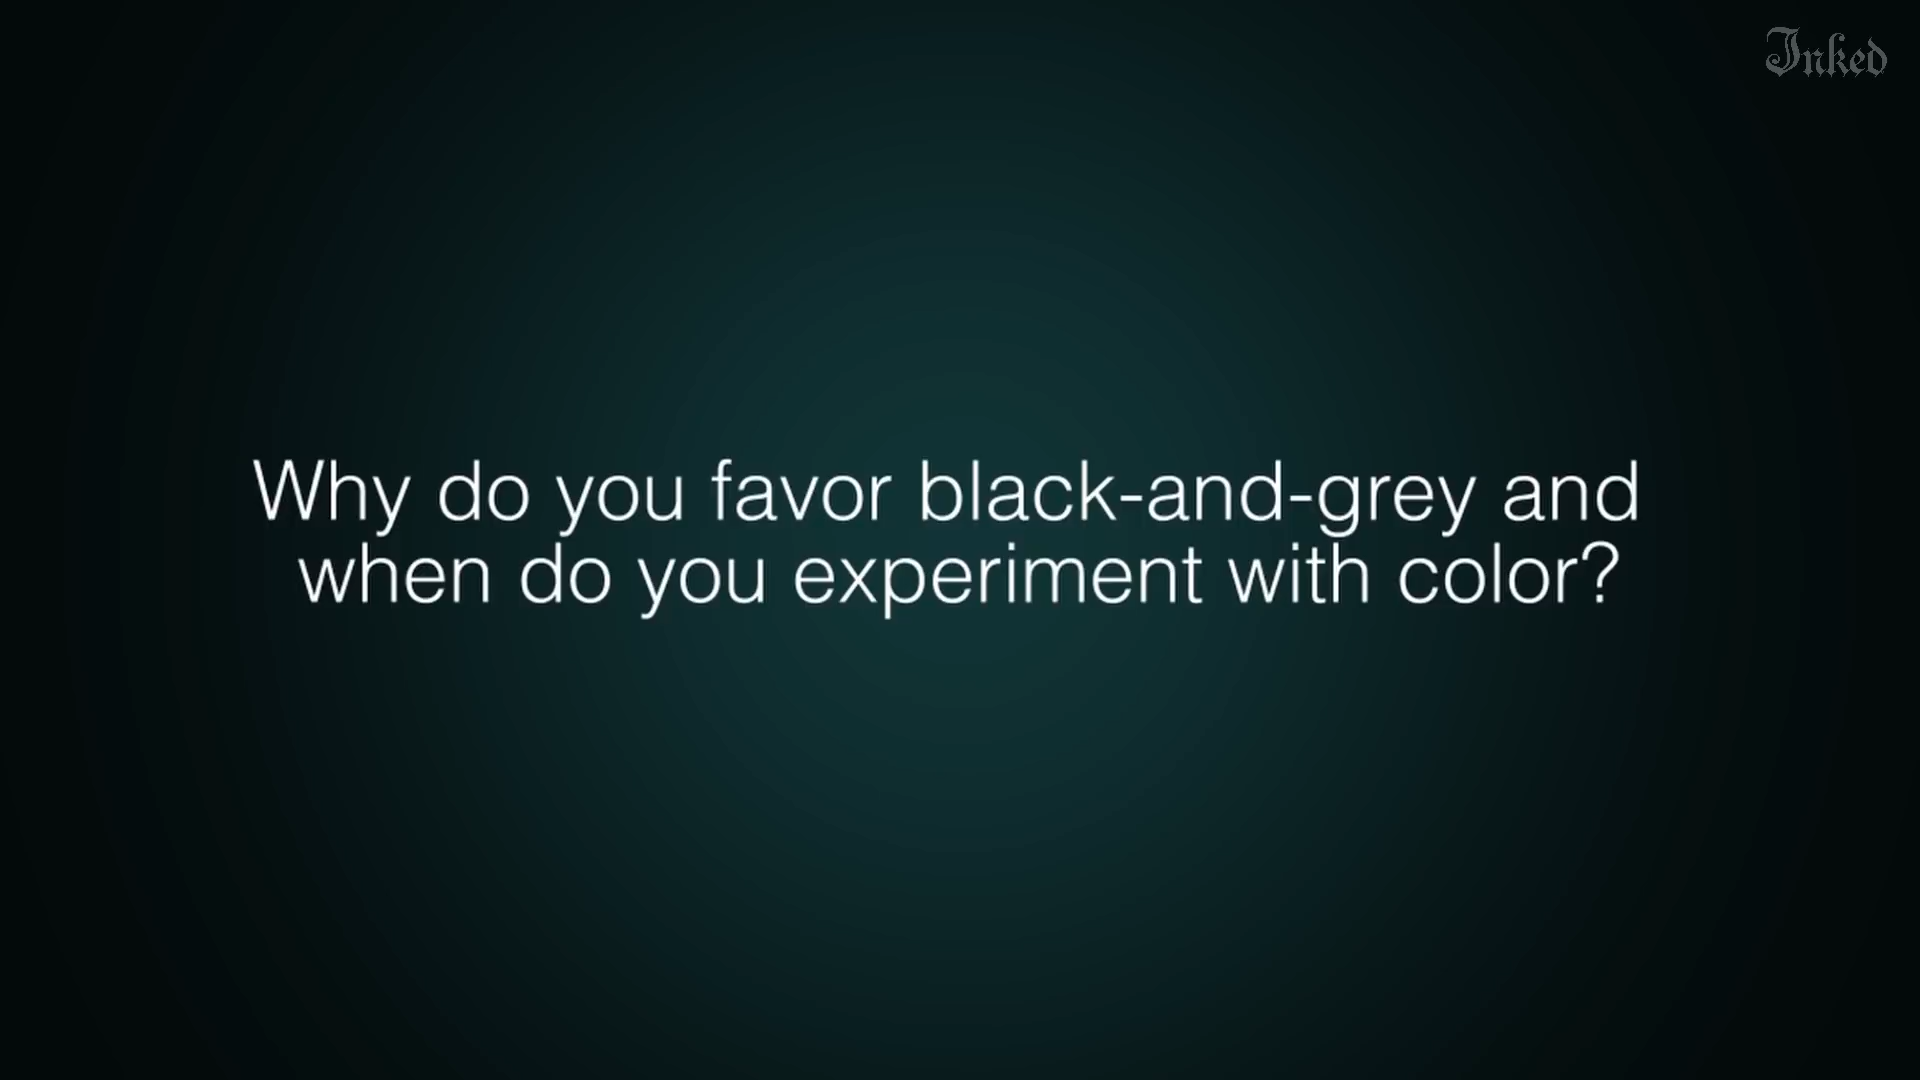 Inked
Why do you favor black-and-grey and
when do you experiment with color?